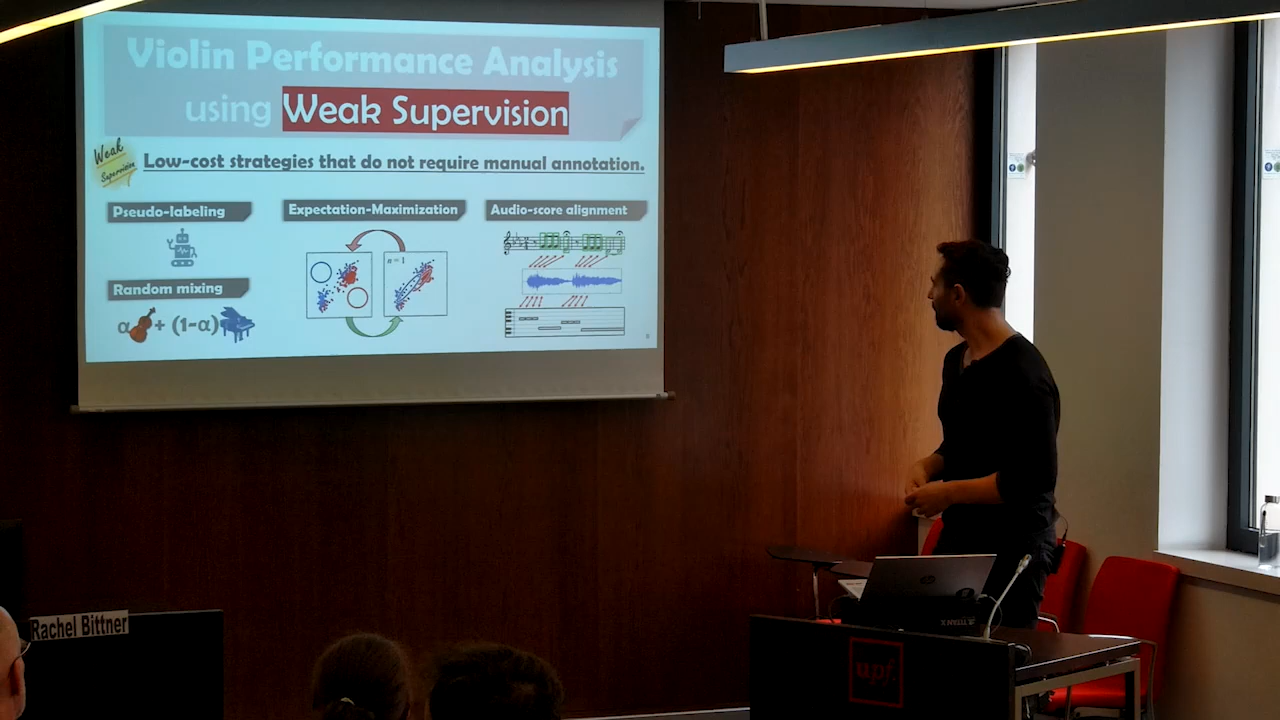 Violin Performance Analysis
using Weak Supervision
Weak
Supervision
Low-cost strategies that do not require manual annotation.
Pseudo-labeling
Expectation-Maximization
Audio-score alignment
n = 1
Random mixing
α + (1-α)
Rachel Bittner
upf.